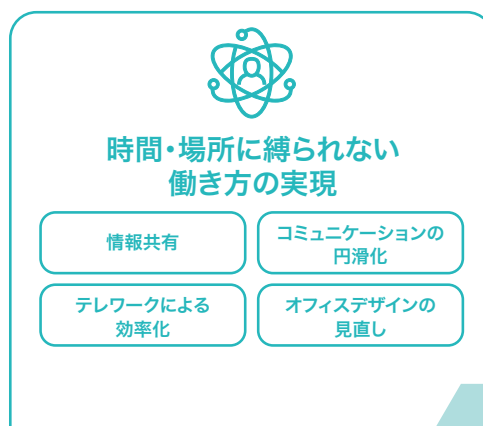 時間・場所に縛られない
働き方の実現
情報共有
コミュニケーションの
円滑化
テレワークによる
効率化
オフィスデザインの
見直し